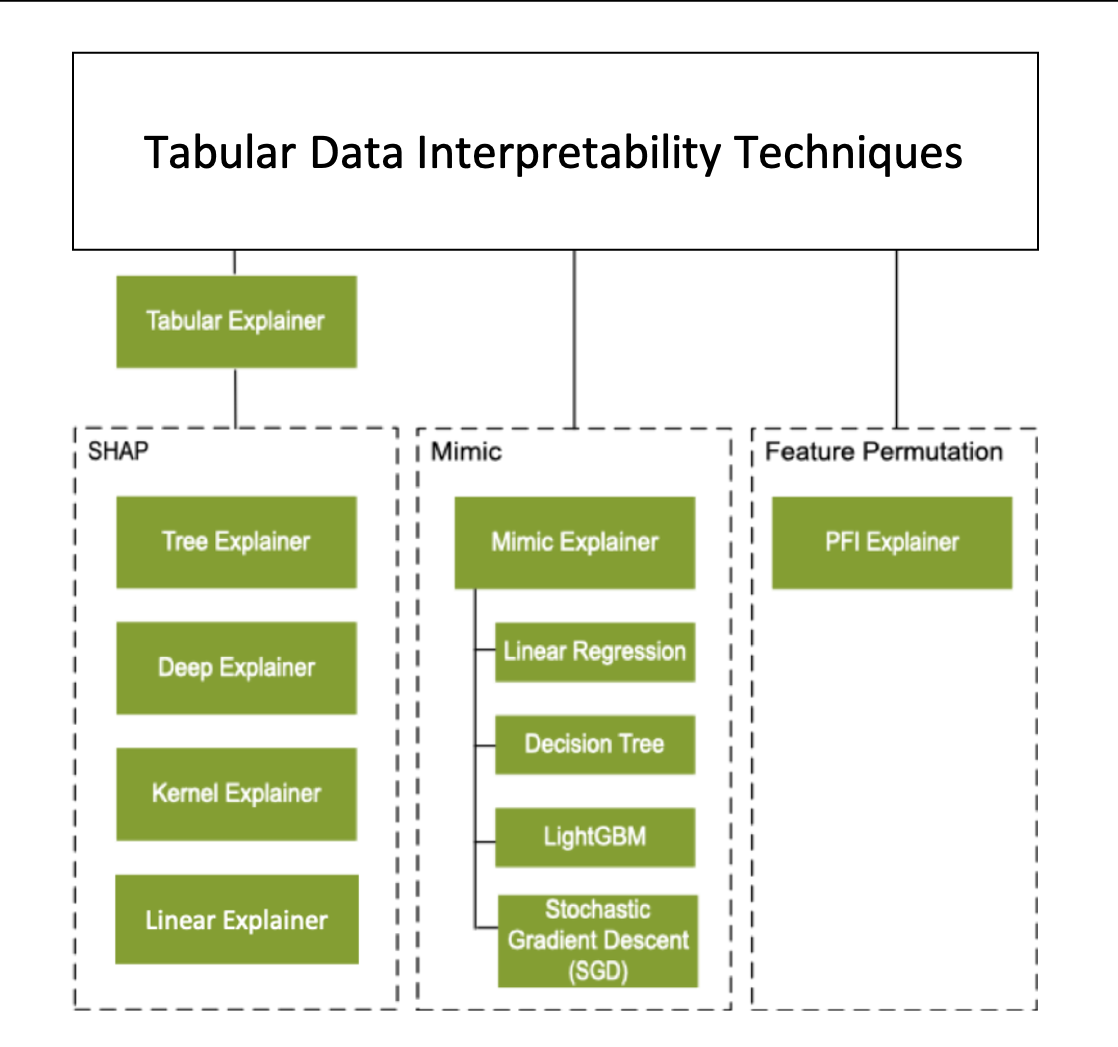 Tabular Data Interpretability Techniques
Tabular Explainer
SHAP
Tree Explainer
Deep Explainer
Kernel Explainer
Linear Explainer
Mimic
Mimic Explainer
Linear Regression
Decision Tree
LightGBM
Stochastic
Gradient Descent
(SGD)
Feature Permutation
PFI Explainer